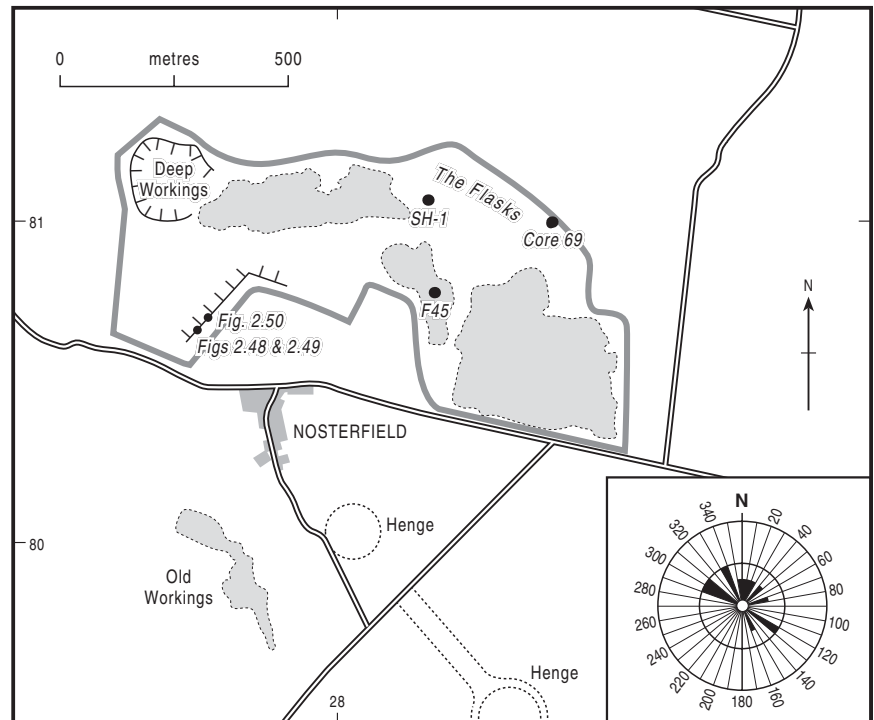 0 metres 500
Deep
Workings
The Flasks
SH-1
Core 69
81
F45
N
Fig. 2.50
Figs 2.48 & 2.49
NOSTERFIELD
80
Henge
Old
Workings
Henge
28
N
20
40
60
80
100
120
140
160
180
200
220
240
260
280
300
320
340